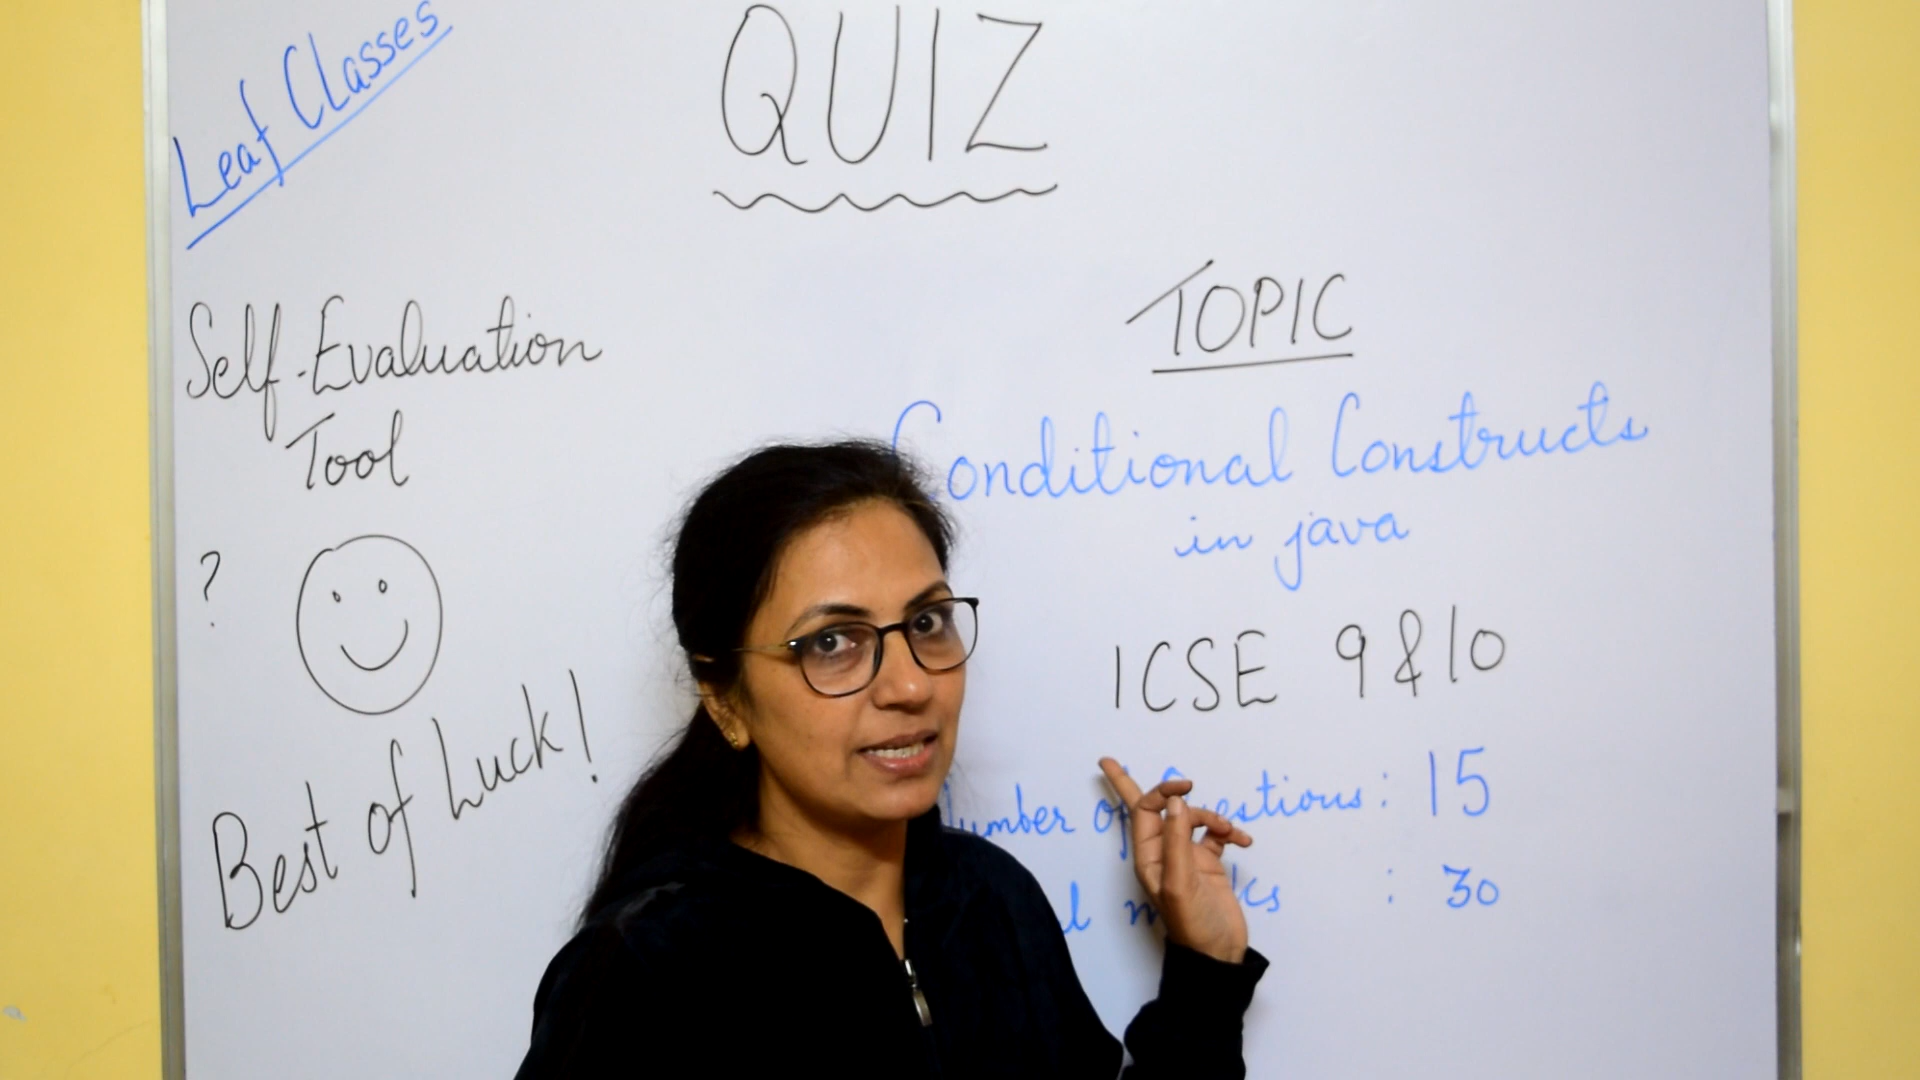 Leaf Classes
QUIZ
Self-Evaluation
Tool
?
Best of Luck!
TOPIC
Conditional Constructs
in java
ICSE 9 & 10
of : 15
: 30